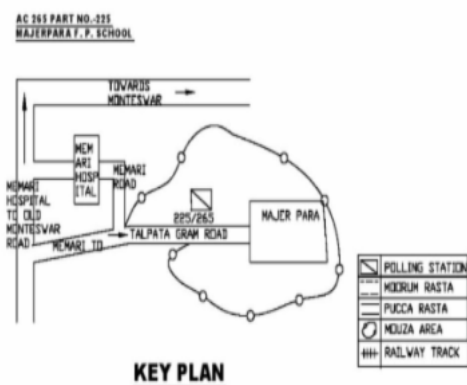 AC 265 PART NO.-225
MAJERPARA F. P. SCHOOL
TOWARDS
MONTESWAR
MEM
ARI
HOSP
ITAL
MEMARI
ROAD
MEMARI
HOSPITAL
TO OLD
MONTESWAR
ROAD
225/265
MAJER PARA
MEMARI TO
TALPATA GRAM ROAD
POLLING STATION
MOORUM RASTA
PUCCA RASTA
MOUZA AREA
RAILWAY TRACK
KEY PLAN